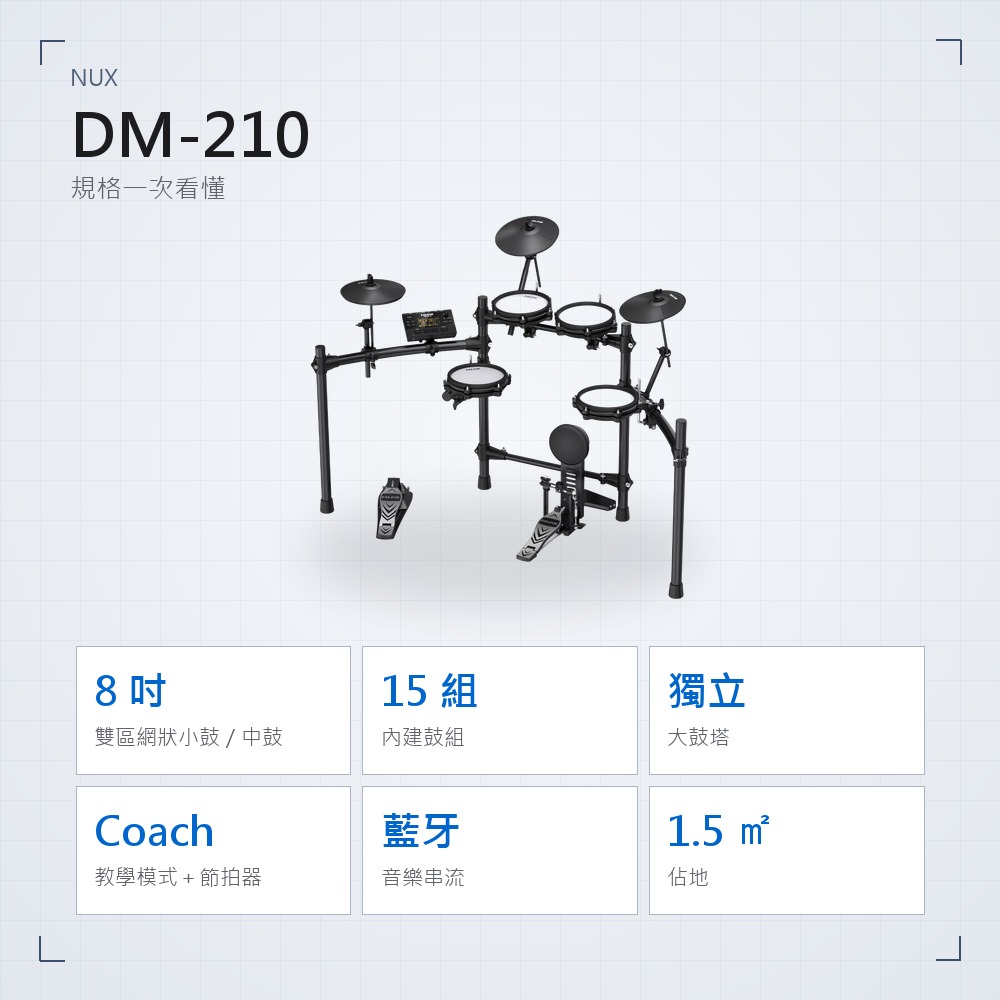 NUX
DM-210
規格一次看懂
8 吋
雙區網狀小鼓 / 中鼓
15 組
內建鼓組
獨立
大鼓塔
Coach
教學模式 + 節拍器
藍牙
音樂串流
1.5 ㎡
佔地